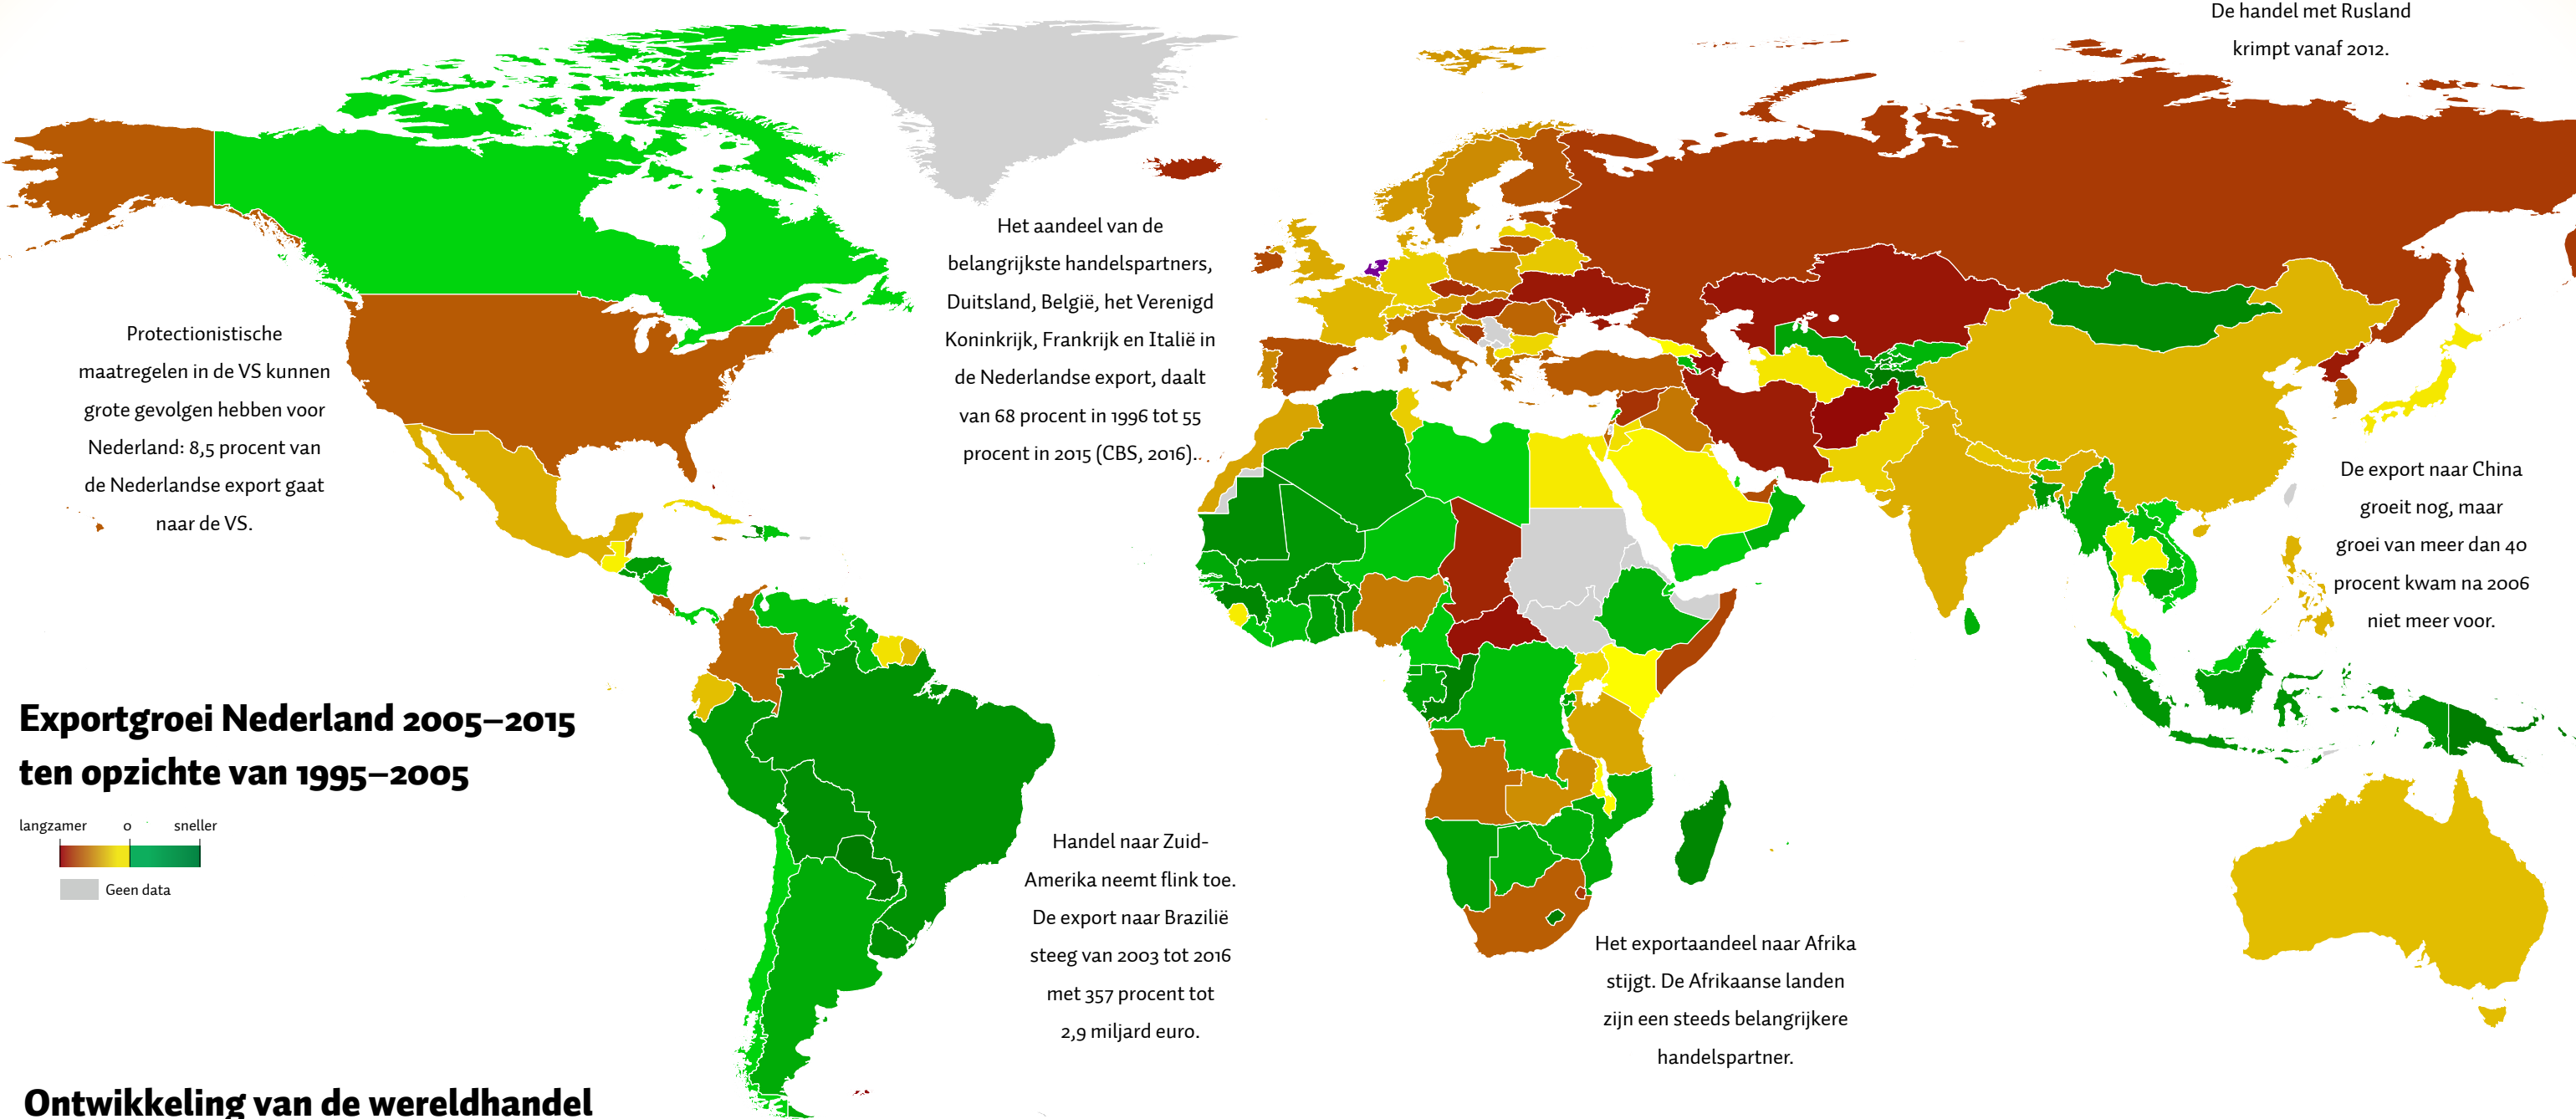 De handel met Rusland
krimpt vanaf 2012.
Het aandeel van de
belangrijkste handelspartners,
Duitsland, België, het Verenigd
Koninkrijk, Frankrijk en Italië in
de Nederlandse export, daalt
van 68 procent in 1996 tot 55
procent in 2015 (CBS, 2016).
Protectionistische
maatregelen in de VS kunnen
grote gevolgen hebben voor
Nederland: 8,5 procent van
de Nederlandse export gaat
naar de VS.
De export naar China
groeit nog, maar
groei van meer dan 40
procent kwam na 2006
niet meer voor.
Exportgroei Nederland 2005–2015
ten opzichte van 1995–2005
langzamer 0 sneller
Geen data
Handel naar Zuid-
Amerika neemt flink toe.
De export naar Brazilië
steeg van 2003 tot 2016
met 357 procent tot
2,9 miljard euro.
Het exportaandeel naar Afrika
stijgt. De Afrikaanse landen
zijn een steeds belangrijkere
handelspartner.
Ontwikkeling van de wereldhandel